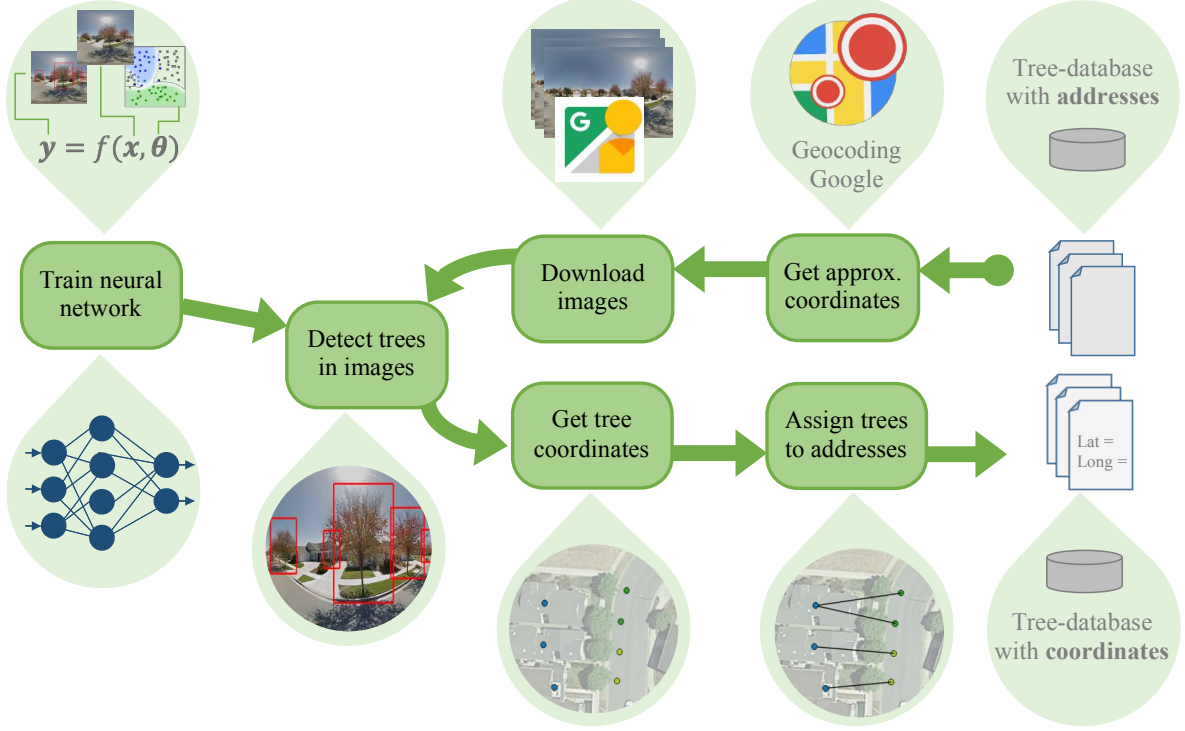 y = f(x, θ)
G
Geocoding
Google
Tree-database
with addresses
Train neural
network
Detect trees
in images
Download
images
Get approx.
coordinates
Get tree
coordinates
Assign trees
to addresses
Lat =
Long =
Tree-database
with coordinates